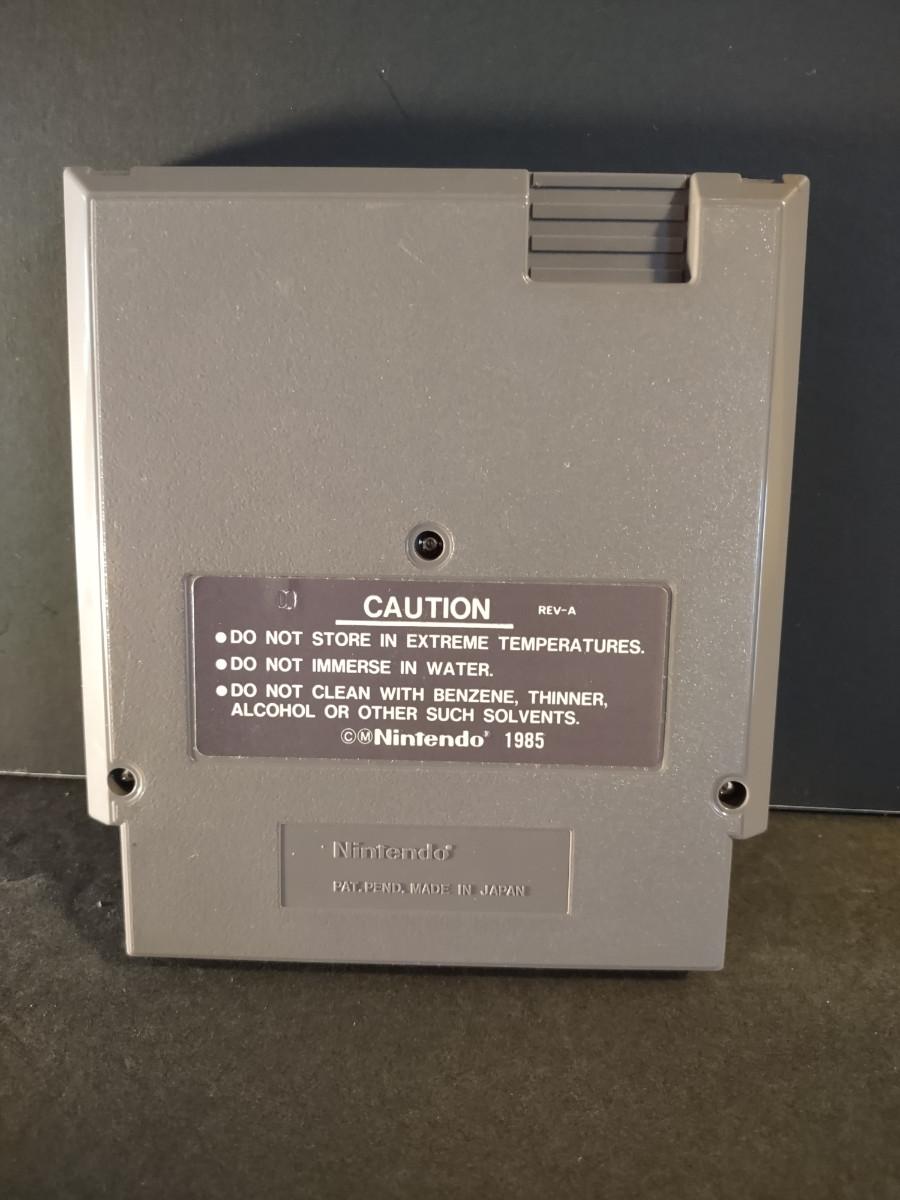 CAUTION REV-A
●DO NOT STORE IN EXTREME TEMPERATURES.
●DO NOT IMMERSE IN WATER.
●DO NOT CLEAN WITH BENZENE, THINNER,
ALCOHOL OR OTHER SUCH SOLVENTS.
©ⓂNintendo® 1985
Nintendo®
PAT. PEND. MADE IN JAPAN